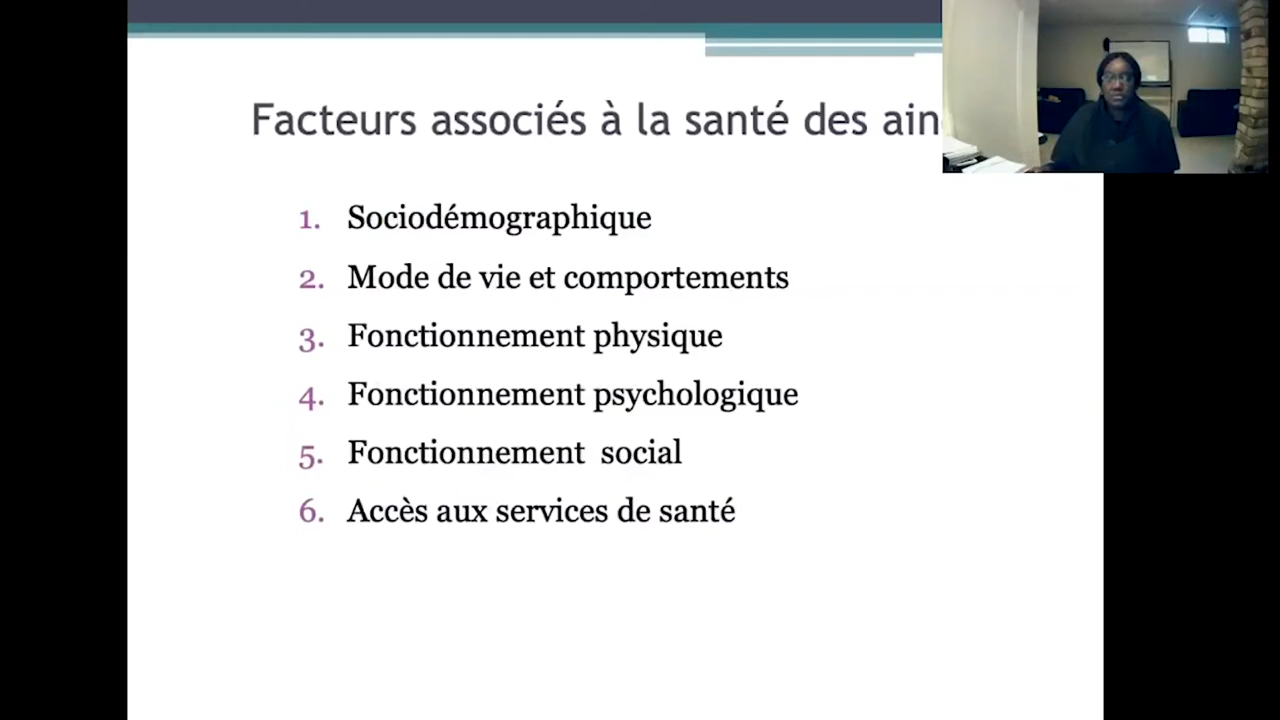 Facteurs associés à la santé des
1. Sociodémographique
2. Mode de vie et comportements
3. Fonctionnement physique
4. Fonctionnement psychologique
5. Fonctionnement social
6. Accès aux services de santé